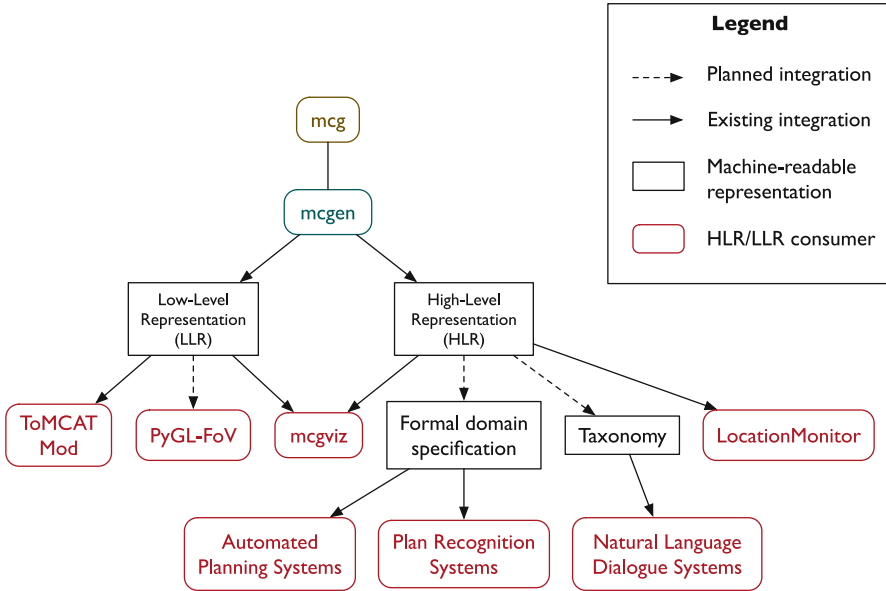 Legend
Planned integration
Existing integration
Machine-readable
representation
HLR/LLR consumer
mcg
mcgen
Low-Level
Representation
(LLR)
High-Level
Representation
(HLR)
ToMCAT
Mod
PyGL-FoV
mcgviz
Formal domain
specification
Taxonomy
LocationMonitor
Automated
Planning Systems
Plan Recognition
Systems
Natural Language
Dialogue Systems